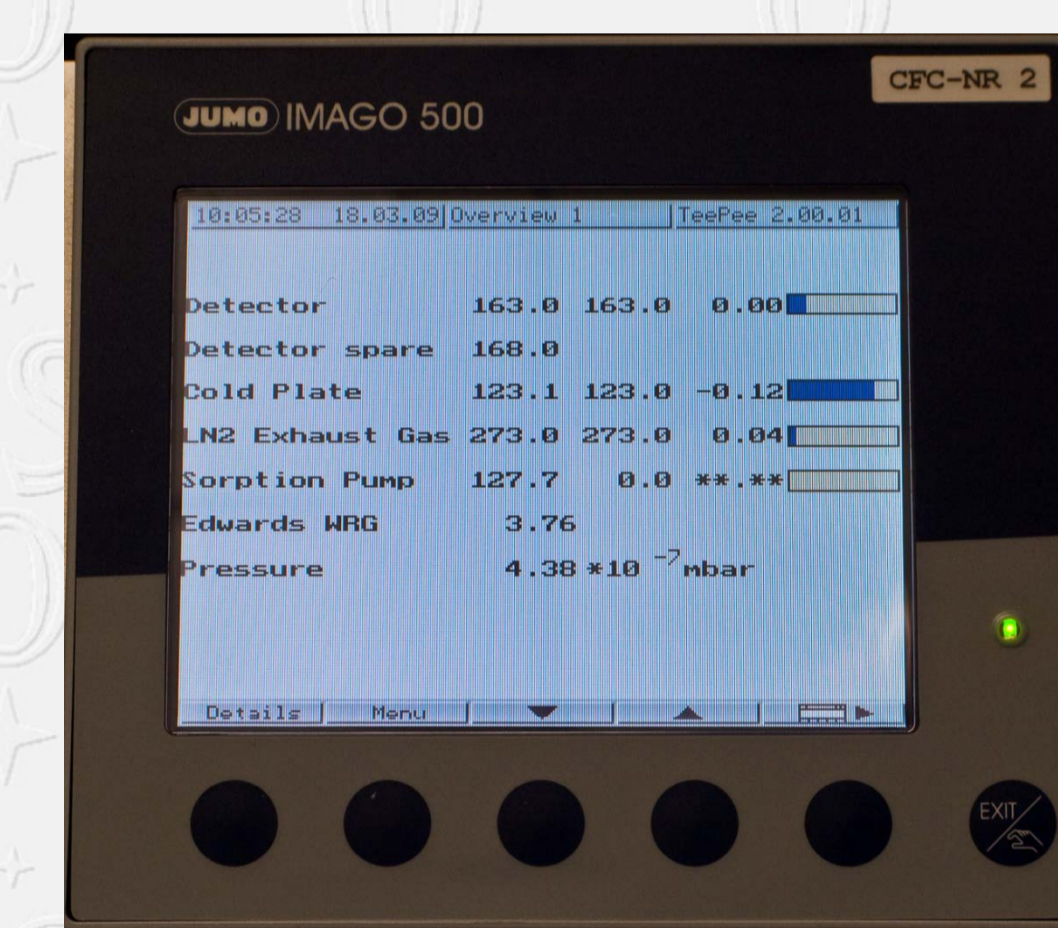 CFC-NR 2
JUMO IMAGO 500
10:05:28 18.03.09 Overview 1 TeePee 2.00.01
Detector 163.0 163.0 0.00
Detector spare 168.0
Cold Plate 123.1 123.0 -0.12
LN2 Exhaust Gas 273.0 273.0 0.04
Sorption Pump 127.7 0.0 **.**
Edwards WRG 3.76
Pressure 4.38 *10 -7 mbar
Details Menu
EXIT